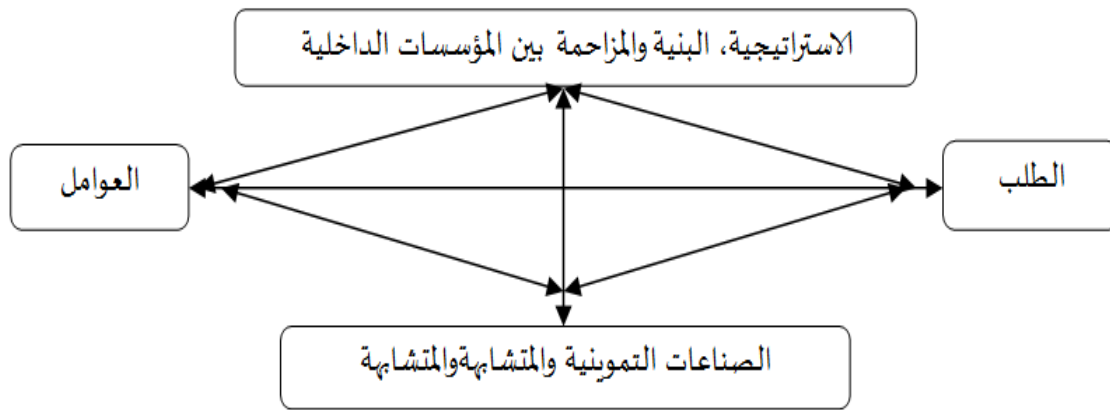 الاستراتيجية، البنية والمزاحمة بين المؤسسات الداخلية
الطلب
العوامل
الصناعات التموينية والمتشابهةوالمتشابهة